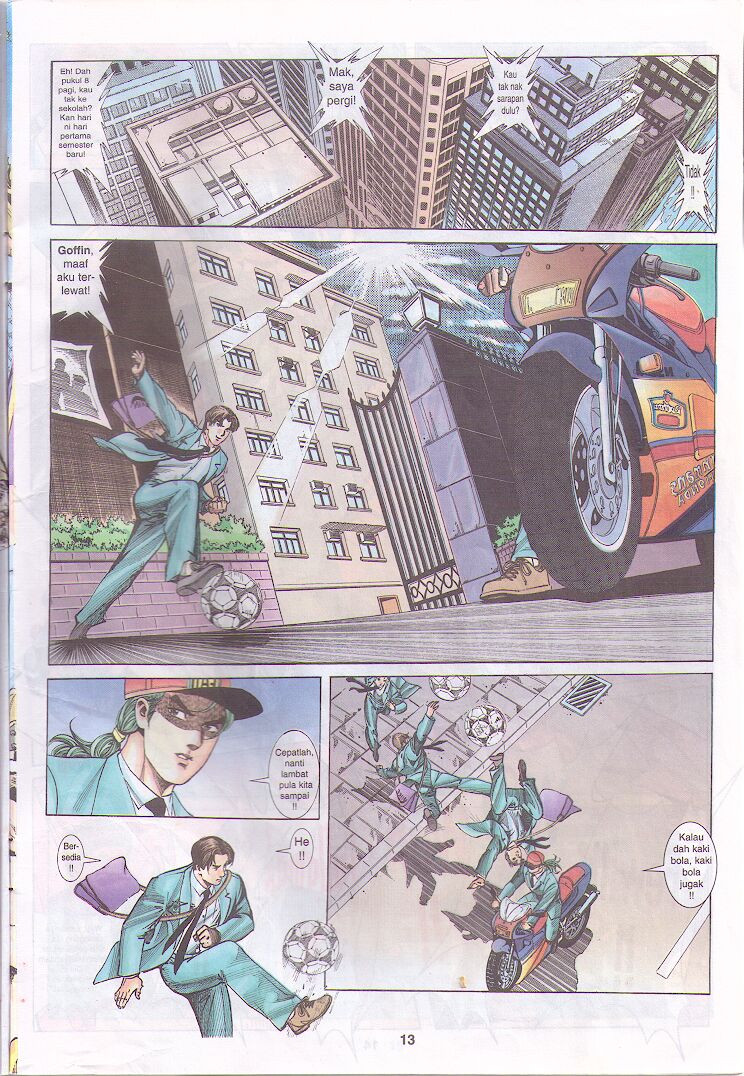 Eh! Dah
pukul 8
pagi, kau
tak ke
sekolah?
Kan hari
ni hari
pertama
semester
baru!
Mak,
saya
pergi!
Kau
tak nak
sarapan
dulu?
Tidak
!!
Goffin,
maaf
aku ter-
lewat!
Cepatlah,
nanti
lambat
pula kita
sampai
!!
Ber-
sedia
!!
He
!!
Kalau
dah kaki
bola, kaki
bola
jugak
!!
13